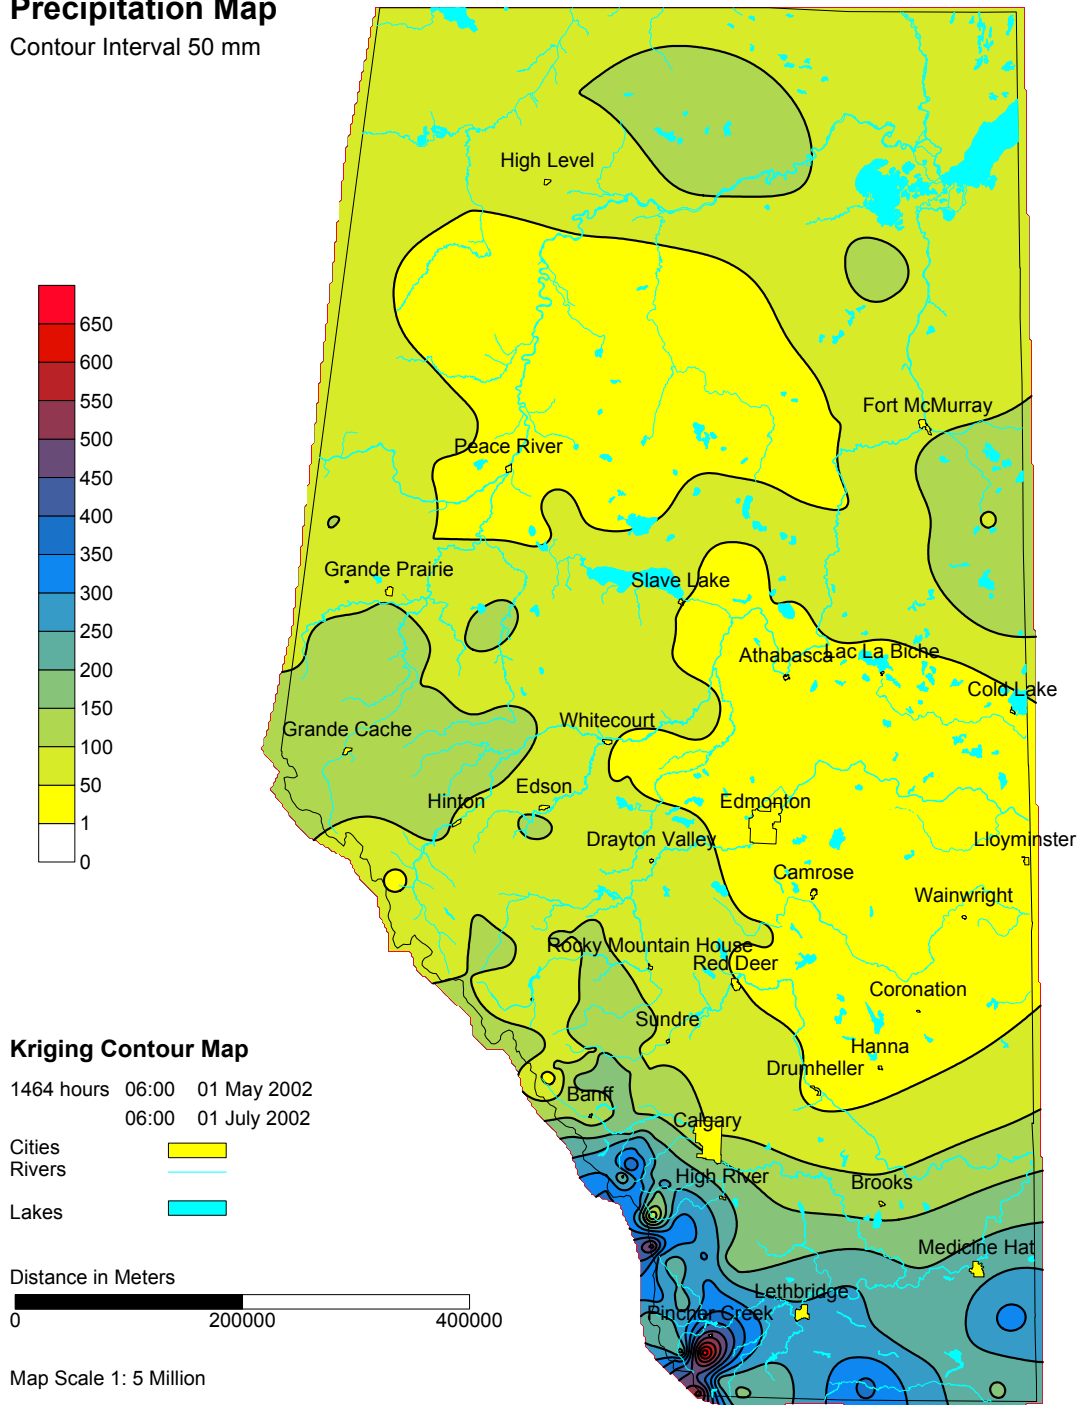 Precipitation Map
Contour Interval 50 mm
High Level
Fort McMurray
Peace River
Grande Prairie
Slave Lake
Athabasca
Lac La Biche
Cold Lake
Grande Cache
Whitecourt
Hinton
Edson
Edmonton
Drayton Valley
Lloyminster
Camrose
Wainwright
Rocky Mountain House
Red Deer
Coronation
Sundre
Hanna
Drumheller
Banff
Calgary
High River
Brooks
Medicine Hat
Lethbridge
Pincher Creek
650
600
550
500
450
400
350
300
250
200
150
100
50
1
0
Kriging Contour Map
1464 hours 06:00 01 May 2002
06:00 01 July 2002
Cities
Rivers
Lakes
Distance in Meters
0 200000 400000
Map Scale 1: 5 Million